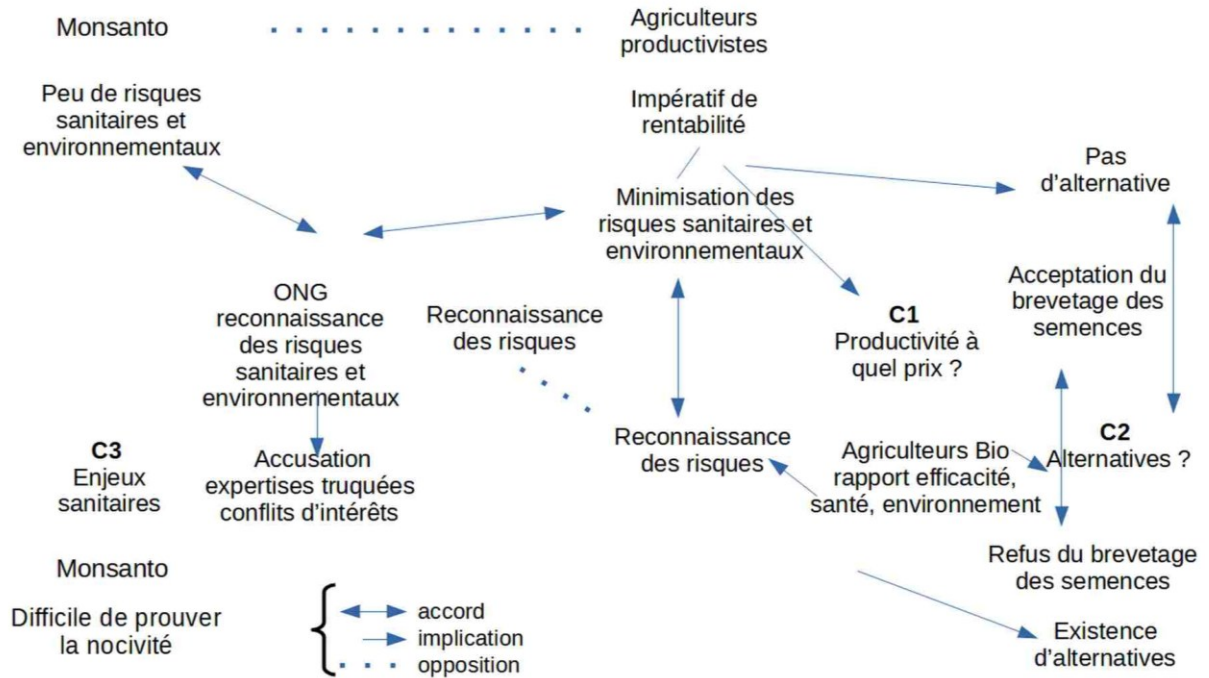 Monsanto
Agriculteurs
productivistes
Peu de risques
sanitaires et
environnementaux
Impératif de
rentabilité
Pas
d'alternative
Minimisation des
risques sanitaires et
environnementaux
ONG
reconnaissance
des risques
sanitaires et
environnementaux
Reconnaissance
des risques
C1
Productivité à
quel prix ?
Acceptation du
brevetage des
semences
C3
Enjeux
sanitaires
Accusation
expertises truquées
conflits d'intérêts
Reconnaissance
des risques
Agriculteurs Bio
rapport efficacité,
santé, environnement
C2
Alternatives ?
Monsanto
Difficile de prouver
la nocivité
accord
implication
opposition
Refus du brevetage
des semences
Existence
d'alternatives